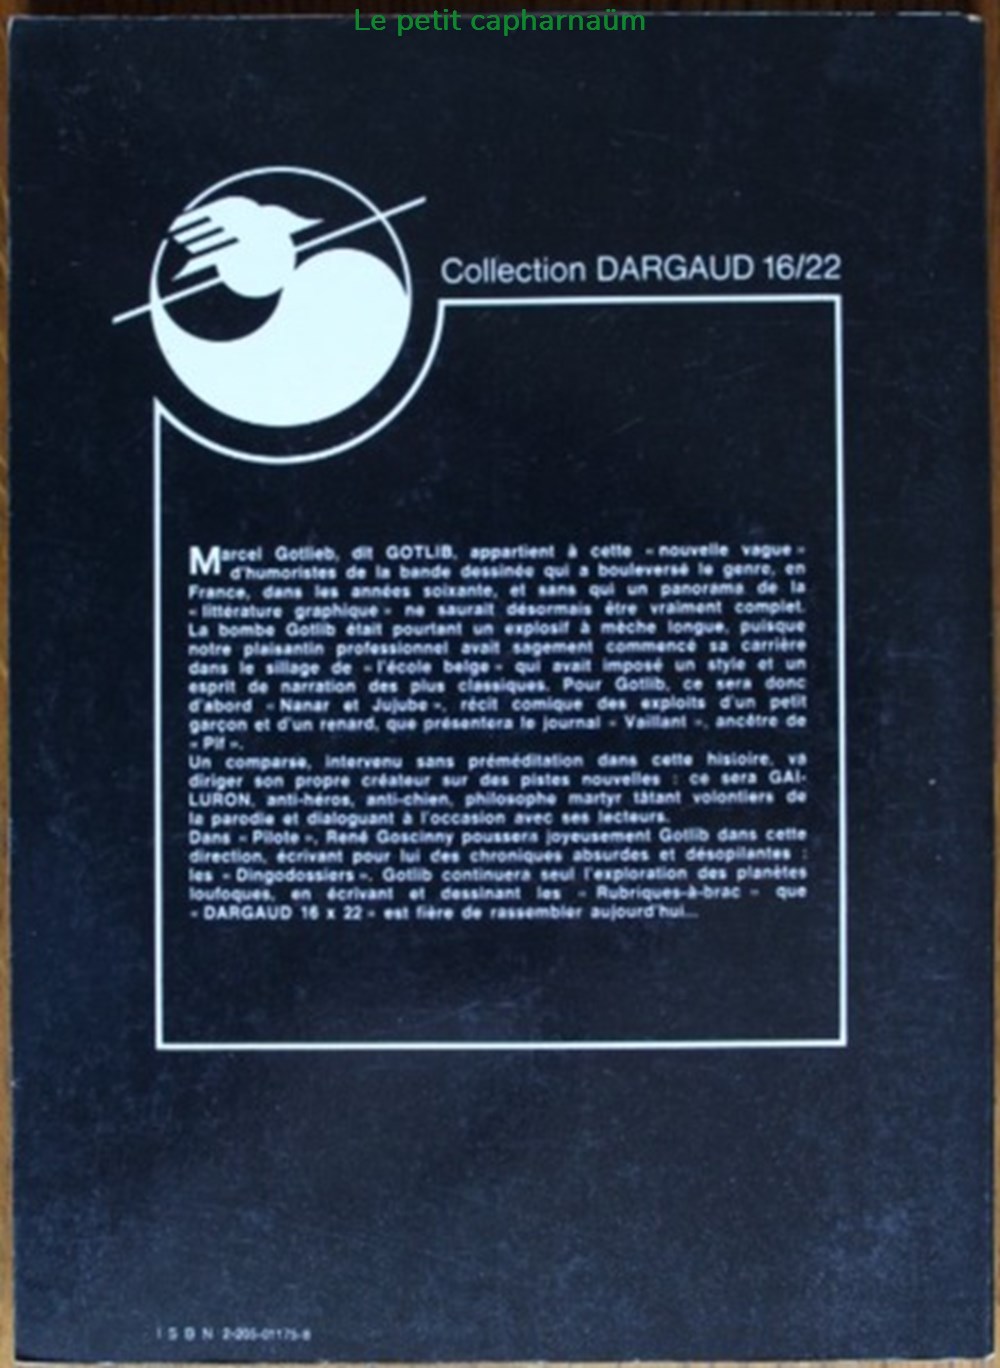 Le petit capharnaüm
Collection DARGAUD 16/22
Marcel Gotlieb, dit GOTLIB, appartient à cette « nouvelle vague »
d'humoristes de la bande dessinée qui a bouleversé le genre, en
France, dans les années soixante, et sans qui un panorama de la
« littérature graphique » ne saurait désormais être vraiment complet.
La bombe Gotlib était pourtant un explosif à mèche longue, puisque
notre plaisantin professionnel avait sagement commencé sa carrière
dans le sillage de « l'école belge » qui avait imposé un style et un
esprit de narration des plus classiques. Pour Gotlib, ce sera donc
d'abord « Nanar et Jujube », récit comique des exploits d'un petit
garçon et d'un renard, que présentera le journal « Vaillant », ancêtre de
« Pif ».
Un comparse, intervenu sans préméditation dans cette histoire, va
diriger son propre créateur sur des pistes nouvelles : ce sera GAI-
LURON, anti-héros, anti-chien, philosophe martyr tâtant volontiers de
la parodie et dialoguant à l'occasion avec ses lecteurs.
Dans « Pilote », René Goscinny poussera joyeusement Gotlib dans cette
direction, écrivant pour lui des chroniques absurdes et désopilantes :
les « Dingodossiers ». Gotlib continuera seul l'exploration des planètes
loufoques, en écrivant et dessinant les « Rubriques-à-brac » que
« DARGAUD 16 x 22 » est fière de rassembler aujourd'hui...
ISBN 2-205-01175-8